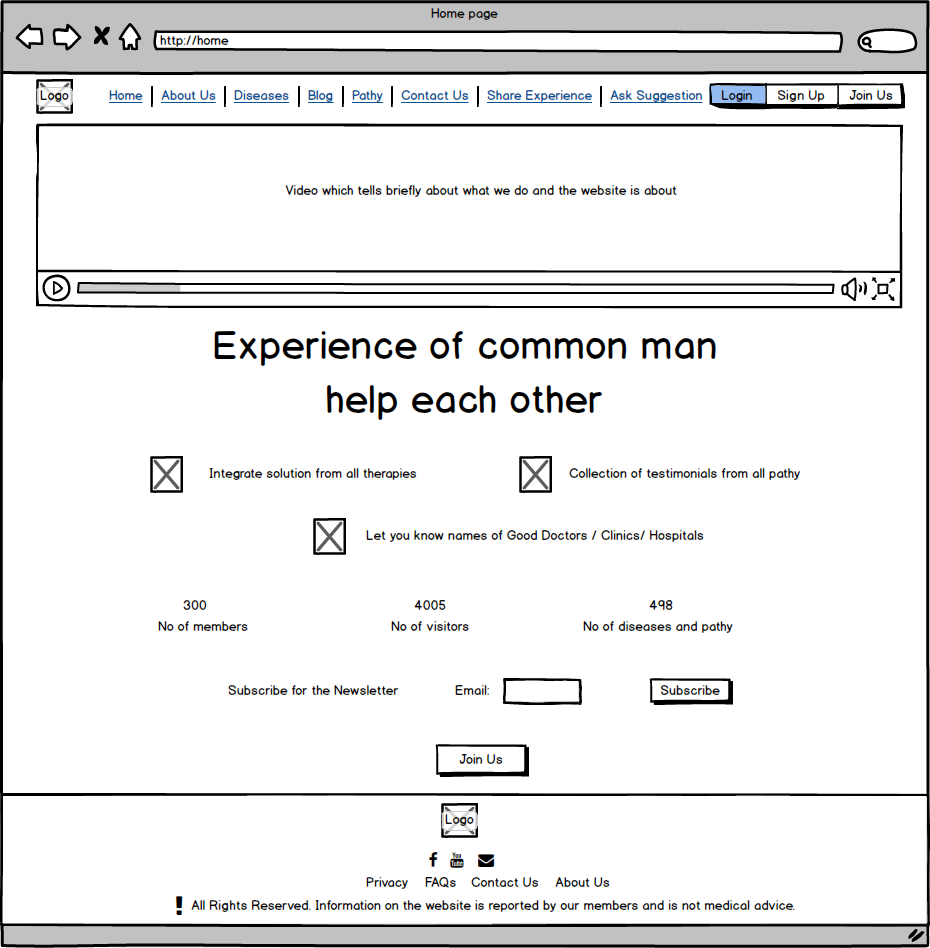 Home page
http://home
Logo Home About Us Diseases Blog Pathy Contact Us Share Experience Ask Suggestion Login Sign Up Join Us
Video which tells briefly about what we do and the website is about
Experience of common man
help each other
Integrate solution from all therapies
Collection of testimonials from all pathy
Let you know names of Good Doctors / Clinics/ Hospitals
300 4005 498
No of members No of visitors No of diseases and pathy
Subscribe for the Newsletter Email: Subscribe
Join Us
Logo
You Tube
Privacy FAQs Contact Us About Us
! All Rights Reserved. Information on the website is reported by our members and is not medical advice.